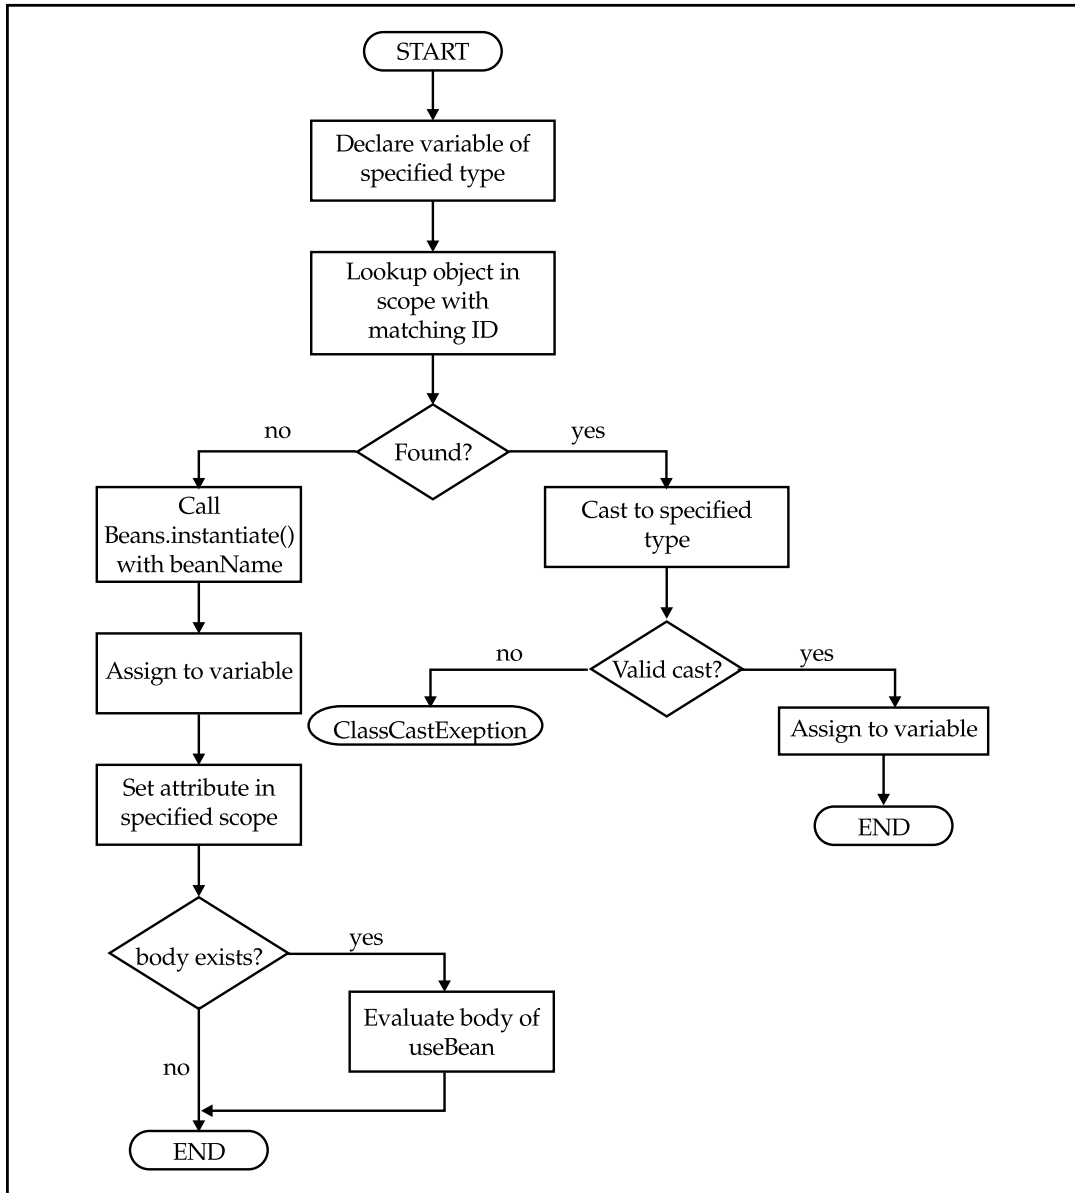 START
Declare variable of
specified type
Lookup object in
scope with
matching ID
Found?
no
yes
Call
Beans.instantiate()
with beanName
Cast to specified
type
Assign to variable
Valid cast?
no
yes
ClassCastExeption
Assign to variable
Set attribute in
specified scope
END
body exists?
yes
Evaluate body of
useBean
no
END